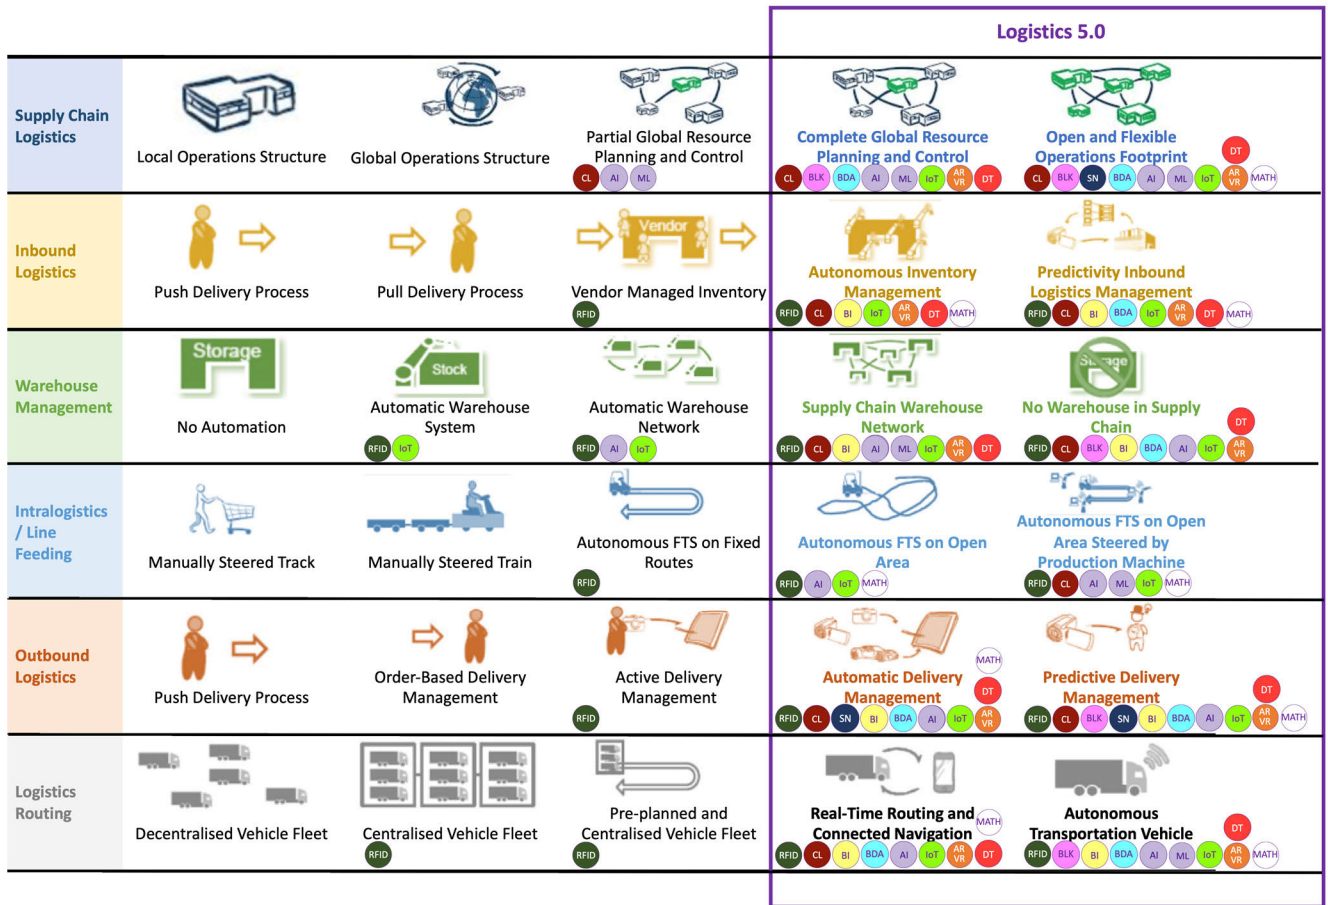 Logistics 5.0
Supply Chain
Logistics
Local Operations Structure
Global Operations Structure
Partial Global Resource
Planning and Control
CL AI ML
Complete Global Resource
Planning and Control
CL BLK BDA AI ML IoT AR VR DT
Open and Flexible
Operations Footprint
DT
CL BLK SN BDA AI ML IoT AR VR MATH
Inbound
Logistics
Push Delivery Process
Pull Delivery Process
Vendor
Vendor Managed Inventory
RFID
Autonomous Inventory
Management
RFID CL BI IoT AR VR DT MATH
Predictivity Inbound
Logistics Management
RFID CL BI BDA IoT AR VR DT MATH
Warehouse
Management
Storage
No Automation
Stock
Automatic Warehouse
System
RFID IoT
Automatic Warehouse
Network
RFID AI IoT
Supply Chain Warehouse
Network
RFID CL BI AI ML IoT AR VR DT
Storage
No Warehouse in Supply
Chain
DT
RFID CL BLK BI BDA AI IoT AR VR
Intralogistics
/ Line
Feeding
Manually Steered Track
Manually Steered Train
Autonomous FTS on Fixed
Routes
RFID
Autonomous FTS on Open
Area
RFID AI IoT MATH
Autonomous FTS on Open
Area Steered by
Production Machine
RFID CL AI ML IoT MATH
Outbound
Logistics
Push Delivery Process
Order-Based Delivery
Management
Active Delivery
Management
RFID
Automatic Delivery
Management
MATH
DT
RFID CL SN BI BDA AI IoT AR VR
Predictive Delivery
Management
DT
RFID CL BLK SN BI BDA AI IoT AR VR MATH
Logistics
Routing
Decentralised Vehicle Fleet
Centralised Vehicle Fleet
RFID
Pre-planned and
Centralised Vehicle Fleet
RFID
Real-Time Routing and
Connected Navigation
MATH
RFID CL BI BDA AI IoT AR VR DT
Autonomous
Transportation Vehicle
DT
RFID BLK BI BDA AI ML IoT AR VR MATH